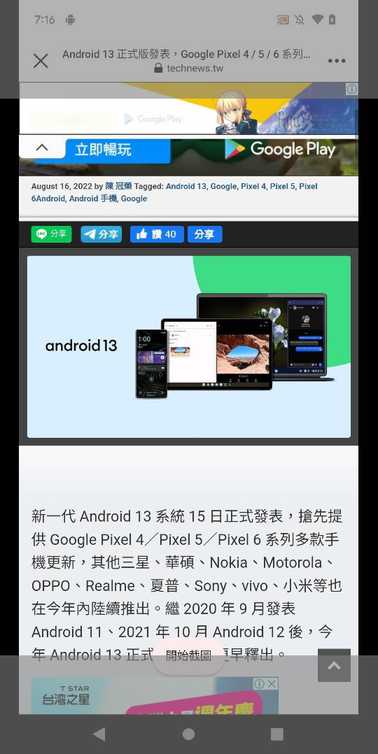 7:16
Android 13 正式版發表，Google Pixel 4 / 5 / 6 系列...
technews.tw
Google Play
立即暢玩
Google Play
August 16, 2022 by 陳 冠榮 Tagged: Android 13, Google, Pixel 4, Pixel 5, Pixel
6Android, Android 手機, Google
分享
分享
讚 40
分享
android 13
1:00
新一代 Android 13 系統 15 日正式發表，搶先提
供 Google Pixel 4／Pixel 5／Pixel 6 系列多款手
機更新，其他三星、華碩、Nokia、Motorola、
OPPO、Realme、夏普、Sony、vivo、小米等也
在今年內陸續推出。繼 2020 年 9 月發表
Android 11、2021 年 10 月 Android 12 後，今
年 Android 13 正式
開始截圖
更早釋出。
T STAR
台灣之星
週年慶